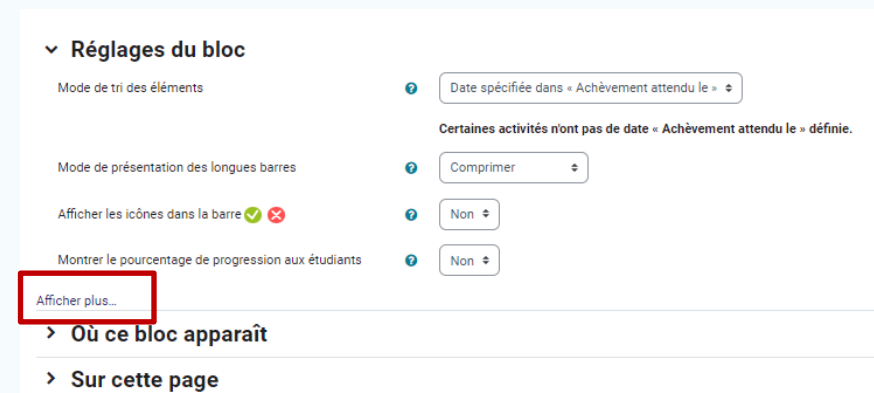 Réglages du bloc
Mode de tri des éléments
Date spécifiée dans « Achèvement attendu le »
Certaines activités n'ont pas de date « Achèvement attendu le » définie.
Mode de présentation des longues barres
Comprimer
Afficher les icônes dans la barre
Non
Montrer le pourcentage de progression aux étudiants
Non
Afficher plus...
Où ce bloc apparaît
Sur cette page